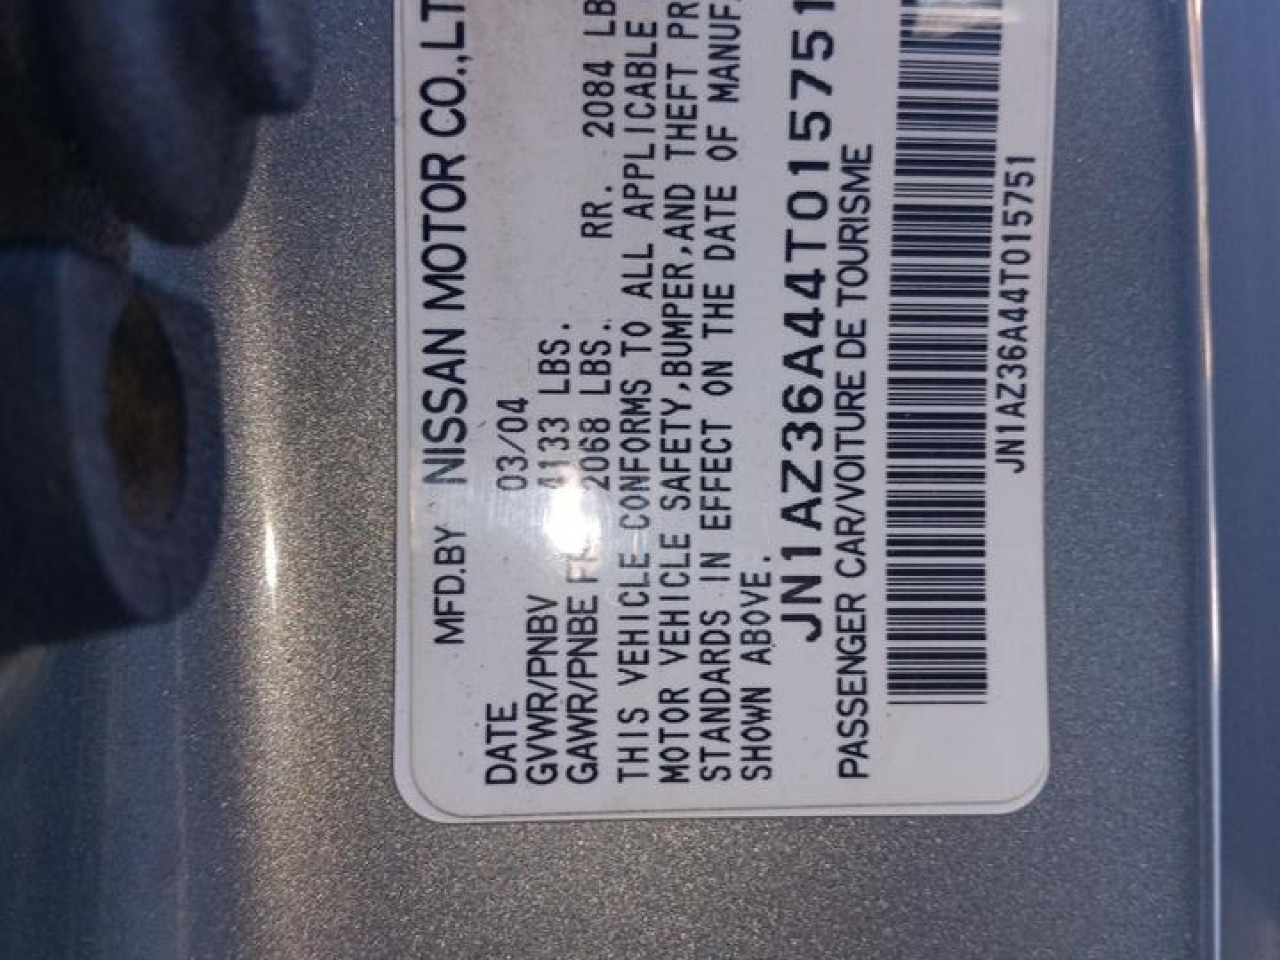 MFD.BY NISSAN MOTOR CO.,LT
DATE 03/04
GVWR/PNBV 4133 LBS.
GAWR/PNBE 2068 LBS. RR. 2084 LB
THIS VEHICLE CONFORMS TO ALL APPLICABLE
MOTOR VEHICLE SAFETY,BUMPER,AND THEFT PR
STANDARDS IN EFFECT ON THE DATE OF MANUF
SHOWN ABOVE.
JN1AZ36A44T015751
PASSENGER CAR/VOITURE DE TOURISME
JN1AZ36A44T015751